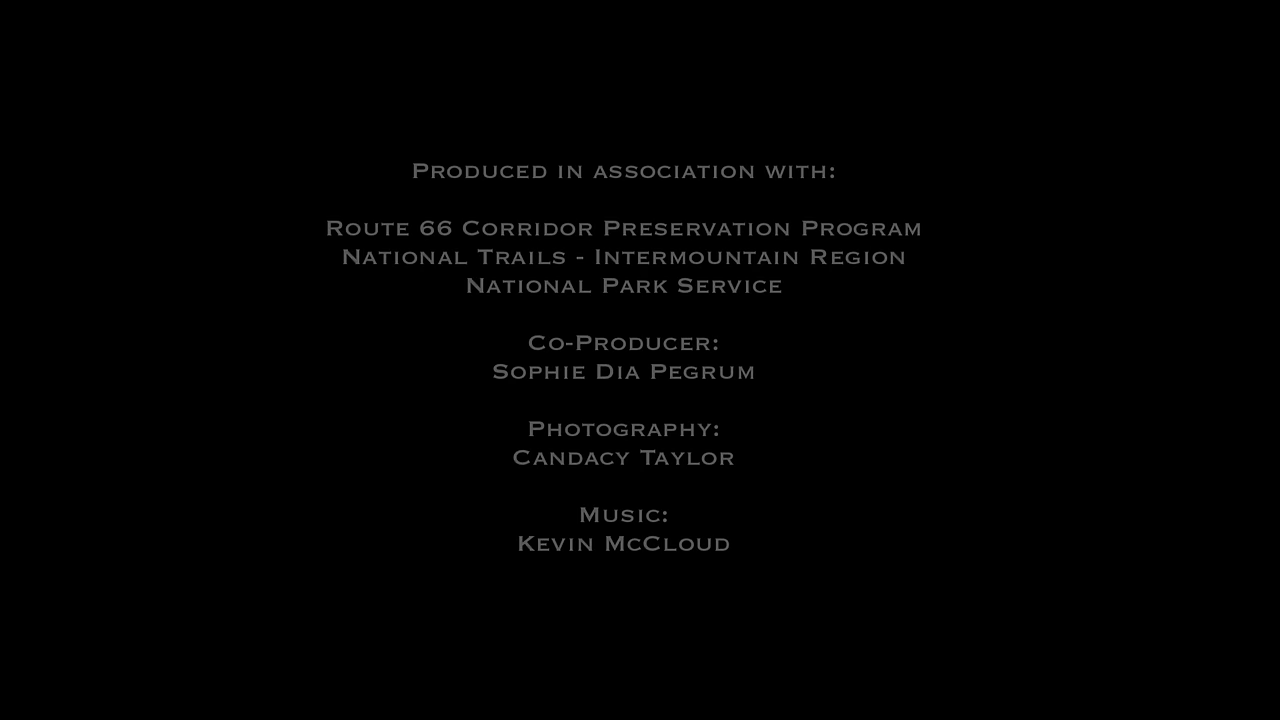 Produced in association with:
Route 66 Corridor Preservation Program
National Trails - Intermountain Region
National Park Service
Co-Producer:
Sophie Dia Pegrum
Photography:
Candacy Taylor
Music:
Kevin McCloud